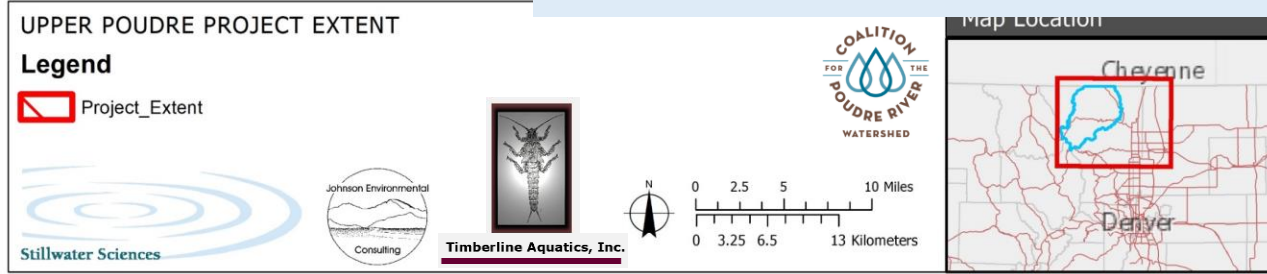 UPPER POUDRE PROJECT EXTENT
Legend
Project_Extent
Stillwater Sciences
Johnson Environmental
Consulting
Timberline Aquatics, Inc.
COALITION
FOR THE
POUDRE RIVER
WATERSHED
N
0 2.5 5 10 Miles
0 3.25 6.5 13 Kilometers
Map Location
Cheyenne
Denver